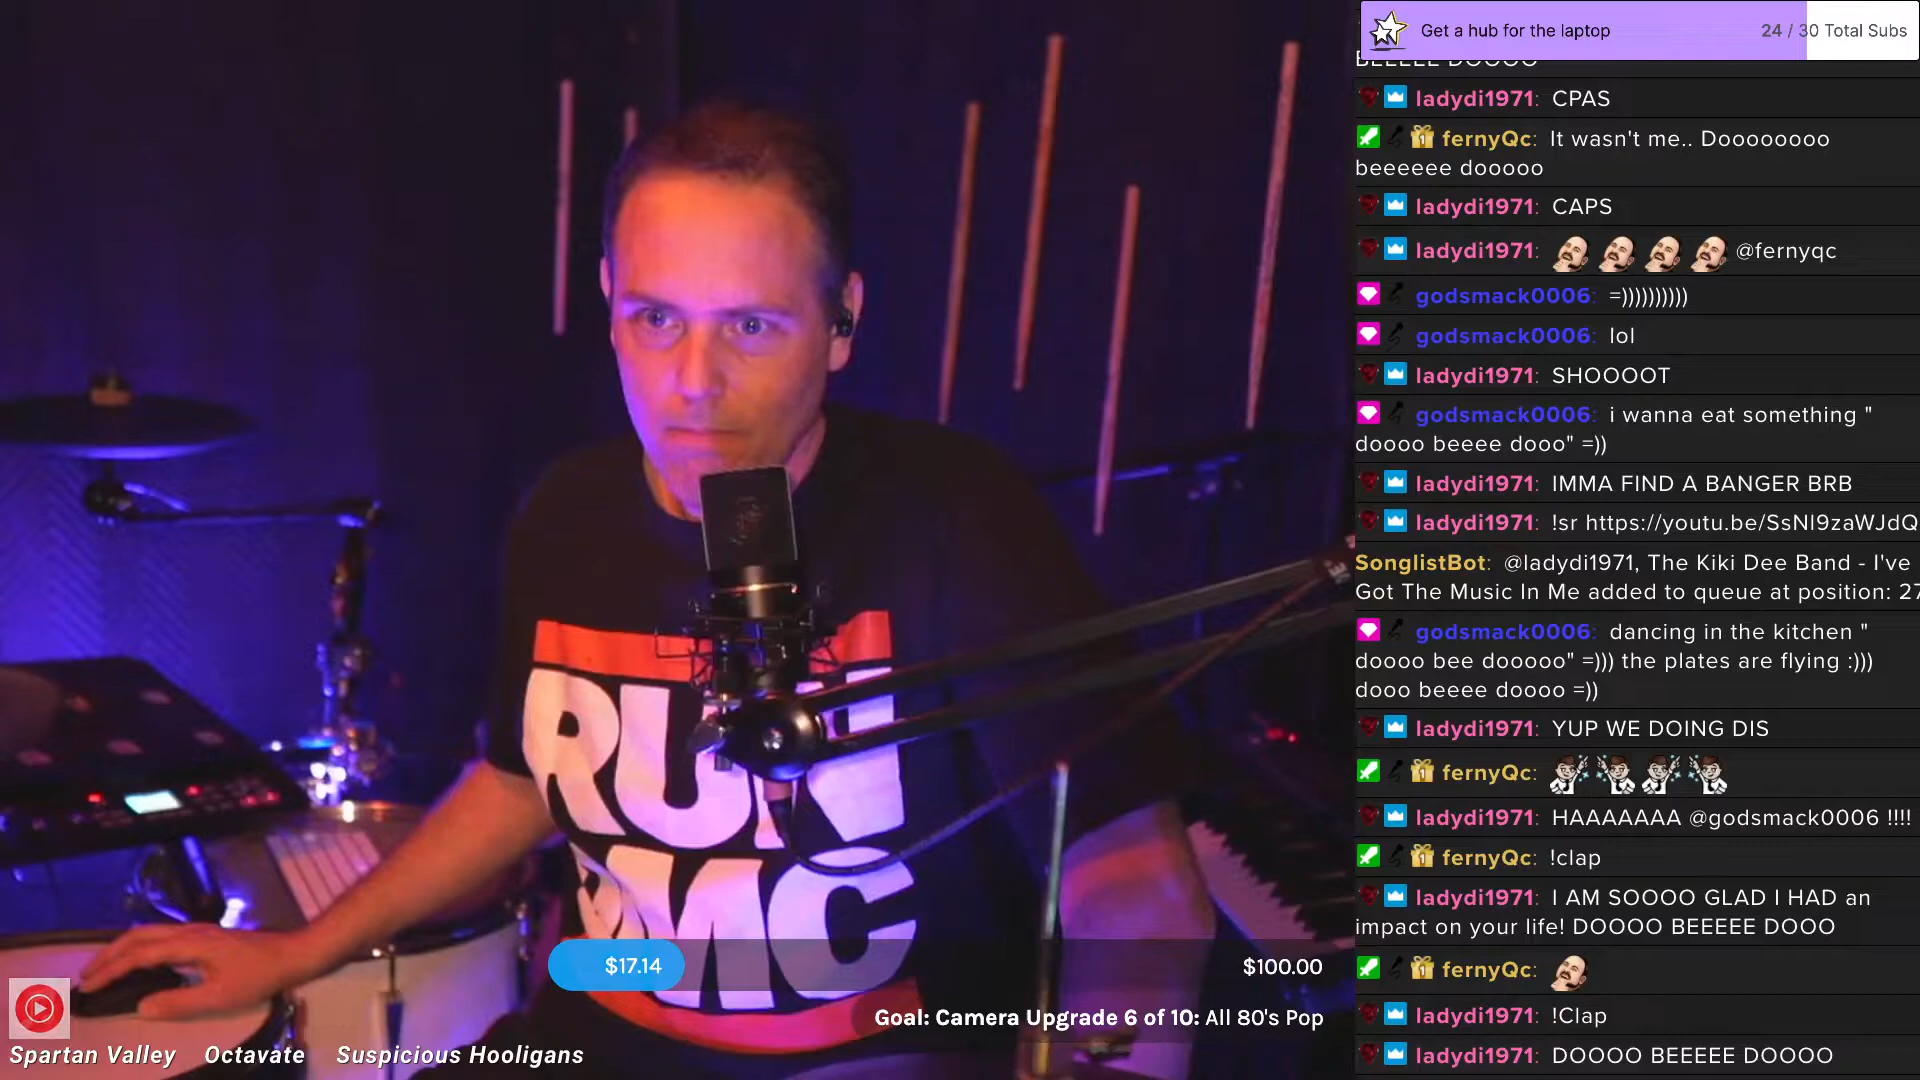 Get a hub for the laptop 24 / 30 Total Subs
BEEEEE DOOOO
ladydi1971: CPAS
fernyQc: It wasn't me.. Doooooooo
beeeeee dooooo
ladydi1971: CAPS
ladydi1971: @fernyqc
godsmack0006: =))))))))))
godsmack0006: lol
ladydi1971: SHOOOOT
godsmack0006: i wanna eat something "
doooo beeee dooo" =))
ladydi1971: IMMA FIND A BANGER BRB
ladydi1971: !sr https://youtu.be/SsNl9zaWJdQ
SonglistBot: @ladydi1971, The Kiki Dee Band - I've
Got The Music In Me added to queue at position: 27
godsmack0006: dancing in the kitchen "
doooo bee dooooo" =))) the plates are flying :)))
dooo beeee doooo =))
ladydi1971: YUP WE DOING DIS
fernyQc:
ladydi1971: HAAAAAAA @godsmack0006 !!!!
fernyQc: !clap
ladydi1971: I AM SOOOO GLAD I HAD an
impact on your life! DOOOO BEEEEE DOOO
fernyQc:
ladydi1971: !Clap
ladydi1971: DOOOO BEEEEE DOOOO
RUN
DMC
$17.14 $100.00
Goal: Camera Upgrade 6 of 10: All 80's Pop
Spartan Valley Octavate Suspicious Hooligans